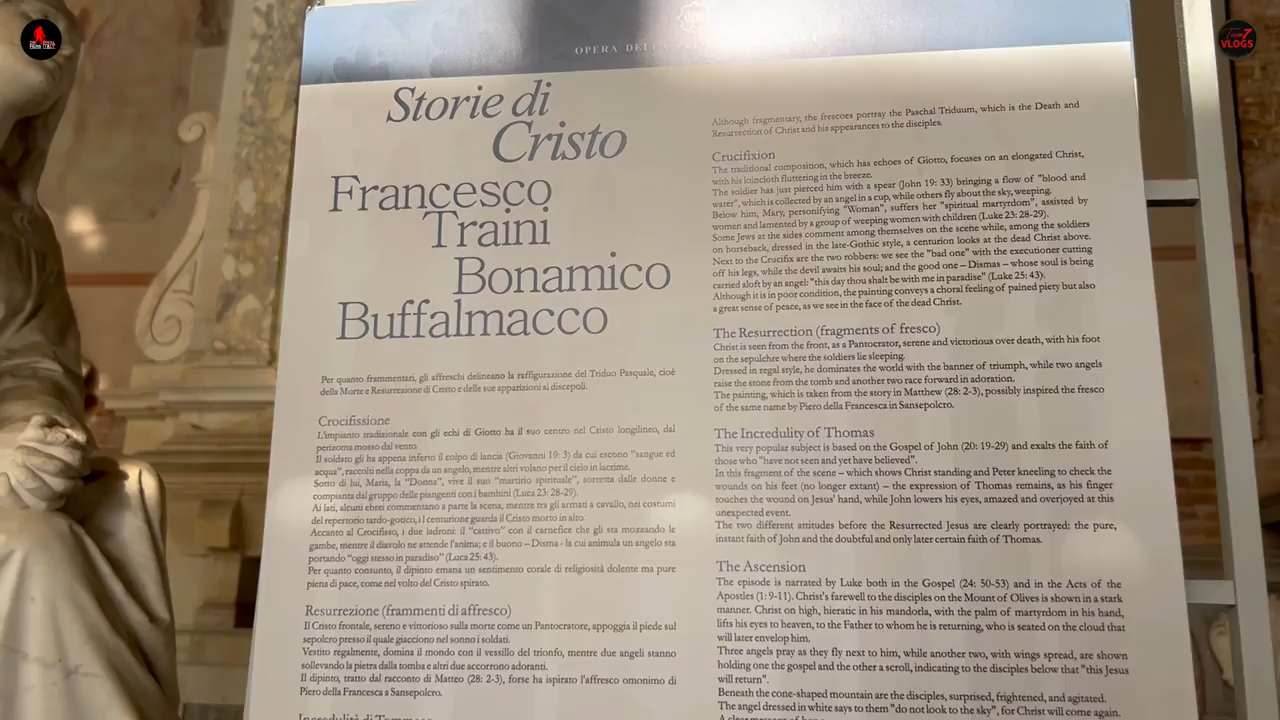 OPERA DELLA
VLOGS
Storie di
Cristo
Francesco
Traini
Bonamico
Buffalmacco
Per quanto frammentari, gli affreschi delineano la raffigurazione del Triduo Pasquale, cioè
della Morte e Resurrezione di Cristo e delle sue apparizioni ai discepoli.
Crocifissione
L'impianto tradizionale con gli echi di Giotto ha il suo centro nel Cristo longilineo, dal
perizoma mosso dal vento.
Il soldato gli ha appena inferto il colpo di lancia (Giovanni 19: 3) da cui escono "sangue ed
acqua", raccolti nella coppa da un angelo, mentre altri volano per il cielo in lacrime.
Sotto di lui, Maria, la "Donna", vive il suo "martirio spirituale", sorretta dalle donne e
compianta dal gruppo delle piangenti con i bambini (Luca 23: 28-29).
Ai lati, alcuni ebrei commentano a parte la scena, mentre tra gli armati a cavallo, nei costumi
del repertorio tardo-gotico, i l centurione guarda il Cristo morto in alto.
Accanto al Crocifisso, i due ladroni: il "cattivo" con il carnefice che gli sta mozzando le
gambe, mentre il diavolo ne attende l'anima; e il buono – Disma - la cui animula un angelo sta
portando "oggi stesso in paradiso" (Luca 25: 43).
Per quanto consunto, il dipinto emana un sentimento corale di religiosità dolente ma pure
piena di pace, come nel volto del Cristo spirato.
Resurrezione (frammenti di affresco)
Il Cristo frontale, sereno e vittorioso sulla morte come un Pantocratore, appoggia il piede sul
sepolcro presso il quale giacciono nel sonno i soldati.
Vestito regalmente, domina il mondo con il vessillo del trionfo, mentre due angeli stanno
sollevando la pietra dalla tomba e altri due accorrono adoranti.
Il dipinto, tratto dal racconto di Matteo (28: 2-3), forse ha ispirato l'affresco omonimo di
Piero della Francesca a Sansepolcro.
Although fragmentary, the frescoes portray the Paschal Triduum, which is the Death and
Resurrection of Christ and his appearances to the disciples.
Crucifixion
The traditional composition, which has echoes of Giotto, focuses on an elongated Christ,
with his loincloth fluttering in the breeze.
The soldier has just pierced him with a spear (John 19: 33) bringing a flow of "blood and
water", which is collected by an angel in a cup, while others fly about the sky, weeping.
Below him, Mary, personifying "Woman", suffers her "spiritual martyrdom", assisted by
women and lamented by a group of weeping women with children (Luke 23: 28-29).
Some Jews at the sides comment among themselves on the scene while, among the soldiers
on horseback, dressed in the late-Gothic style, a centurion looks at the dead Christ above.
Next to the Crucifix are the two robbers: we see the "bad one" with the executioner cutting
off his legs, while the devil awaits his soul; and the good one – Dismas – whose soul is being
carried aloft by an angel: "this day thou shalt be with me in paradise" (Luke 25: 43).
Although it is in poor condition, the painting conveys a choral feeling of pained piety but also
a great sense of peace, as we see in the face of the dead Christ.
The Resurrection (fragments of fresco)
Christ is seen from the front, as a Pantocrator, serene and victorious over death, with his foot
on the sepulchre where the soldiers lie sleeping.
Dressed in regal style, he dominates the world with the banner of triumph, while two angels
raise the stone from the tomb and another two race forward in adoration.
The painting, which is taken from the story in Matthew (28: 2-3), possibly inspired the fresco
of the same name by Piero della Francesca in Sansepolcro.
The Incredulity of Thomas
This very popular subject is based on the Gospel of John (20: 19-29) and exalts the faith of
those who "have not seen and yet have believed".
In this fragment of the scene – which shows Christ standing and Peter kneeling to check the
wounds on his feet (no longer extant) – the expression of Thomas remains, as his finger
touches the wound on Jesus' hand, while John lowers his eyes, amazed and overjoyed at this
unexpected event.
The two different attitudes before the Resurrected Jesus are clearly portrayed: the pure,
instant faith of John and the doubtful and only later certain faith of Thomas.
The Ascension
The episode is narrated by Luke both in the Gospel (24: 50-53) and in the Acts of the
Apostles (1: 9-11). Christ's farewell to the disciples on the Mount of Olives is shown in a stark
manner. Christ on high, hieratic in his mandorla, with the palm of martyrdom in his hand,
lifts his eyes to heaven, to the Father to whom he is returning, who is seated on the cloud that
will later envelop him.
Three angels pray as they fly next to him, while another two, with wings spread, are shown
holding one the gospel and the other a scroll, indicating to the disciples below that "this Jesus
will return".
Beneath the cone-shaped mountain are the disciples, surprised, frightened, and agitated.
The angel dressed in white says to them "do not look to the sky", for Christ will come again.